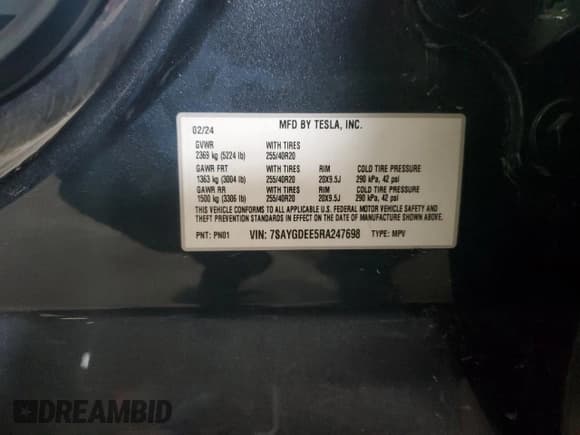 02/24 MFD BY TESLA, INC.
GVWR WITH TIRES
2369 kg (5224 lb) 255/40R20
GAWR FRT WITH TIRES RIM COLD TIRE PRESSURE
1363 kg (3004 lb) 255/40R20 20X9.5J 290 kPa, 42 psi
GAWR RR WITH TIRES RIM COLD TIRE PRESSURE
1500 kg (3306 lb) 255/40R20 20X9.5J 290 kPa, 42 psi
THIS VEHICLE CONFORMS TO ALL APPLICABLE U.S. FEDERAL MOTOR VEHICLE SAFETY AND
THEFT PREVENTION STANDARDS IN EFFECT ON THE DATE OF MANUFACTURE SHOWN ABOVE.
PNT: PN01 VIN: 7SAYGDEE5RA247698 TYPE: MPV
DREAMBID